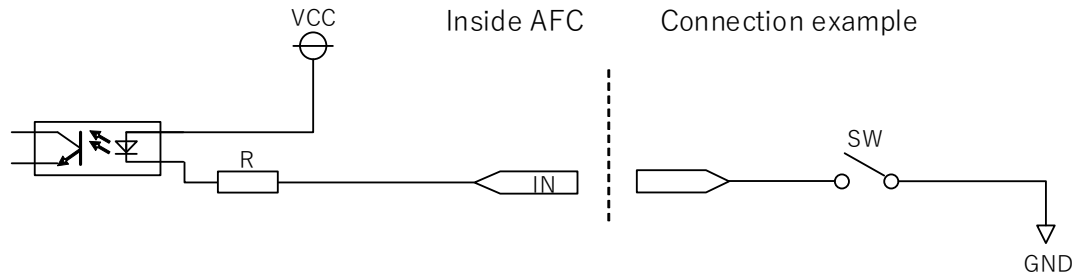 VCC
Inside AFC
Connection example
R
IN
SW
GND